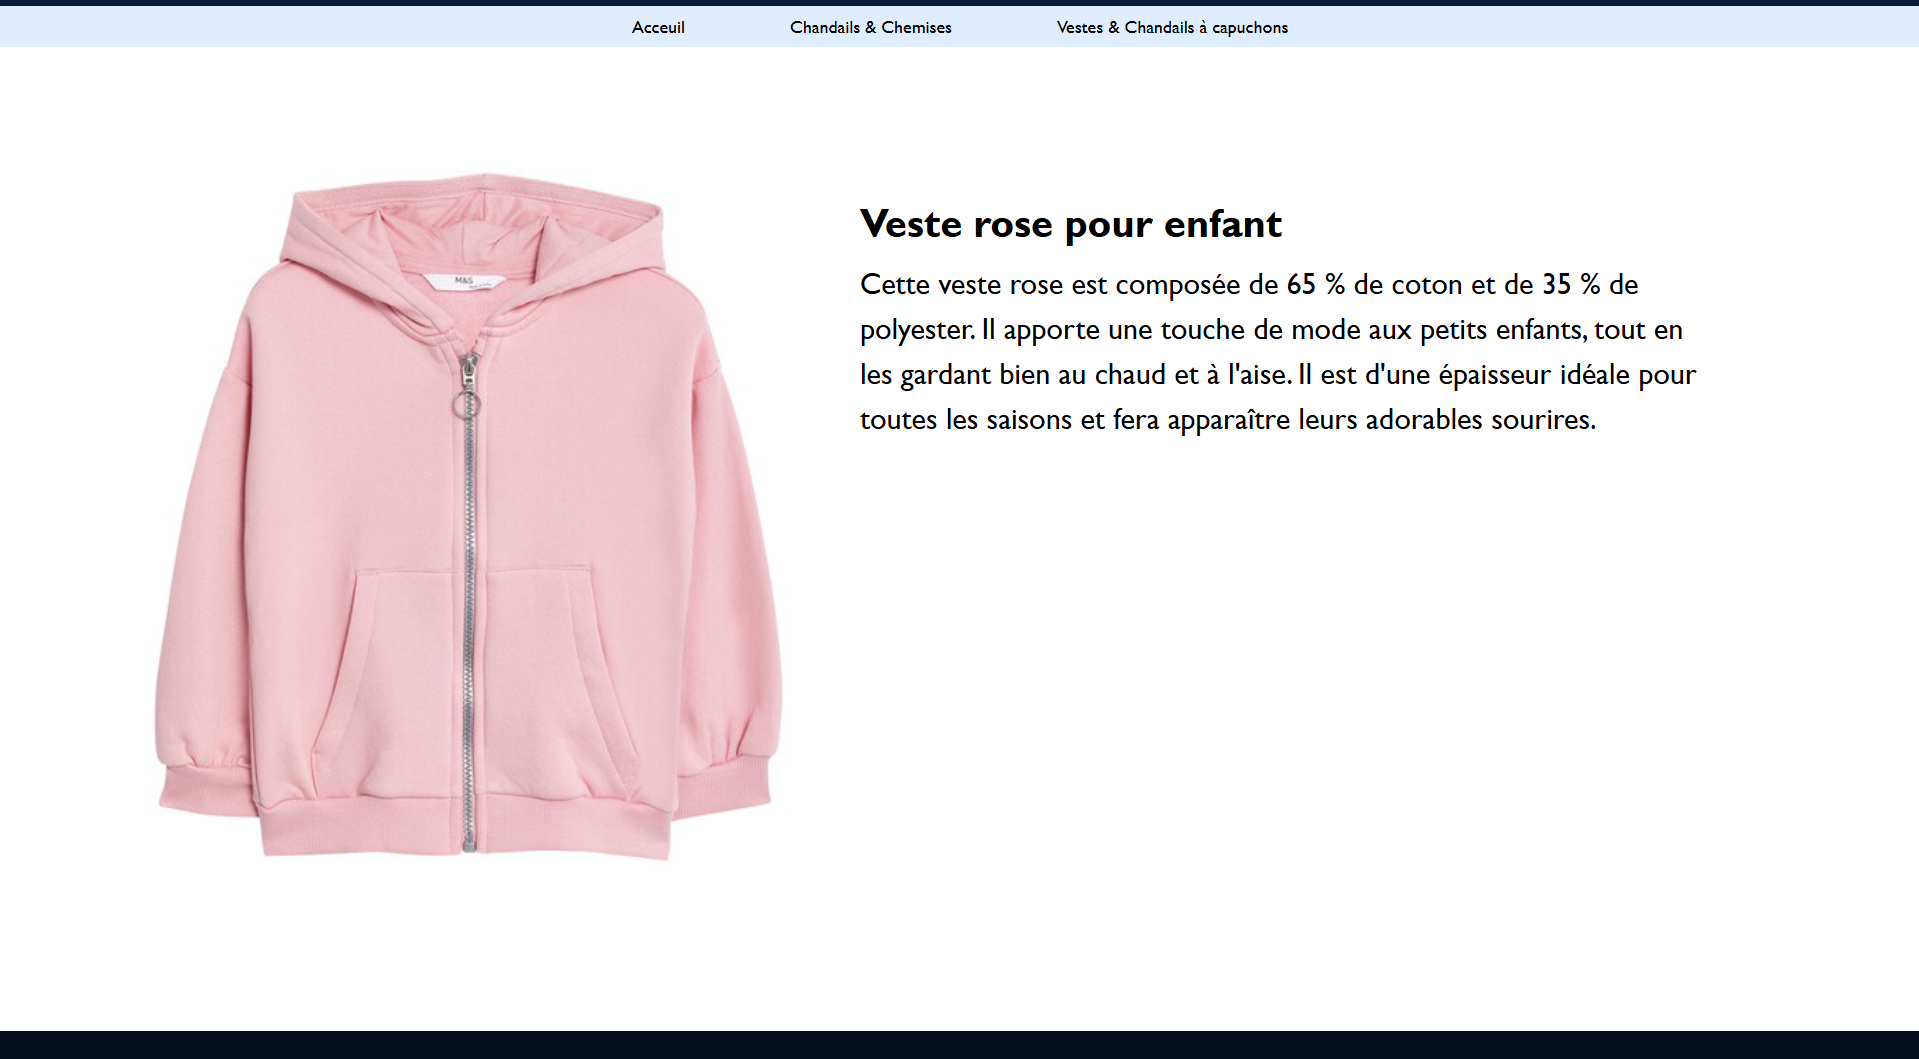 Acceuil
Chandails & Chemises
Vestes & Chandails à capuchons
Veste rose pour enfant
Cette veste rose est composée de 65 % de coton et de 35 % de
polyester. Il apporte une touche de mode aux petits enfants, tout en
les gardant bien au chaud et à l'aise. Il est d'une épaisseur idéale pour
toutes les saisons et fera apparaître leurs adorables sourires.
M&S